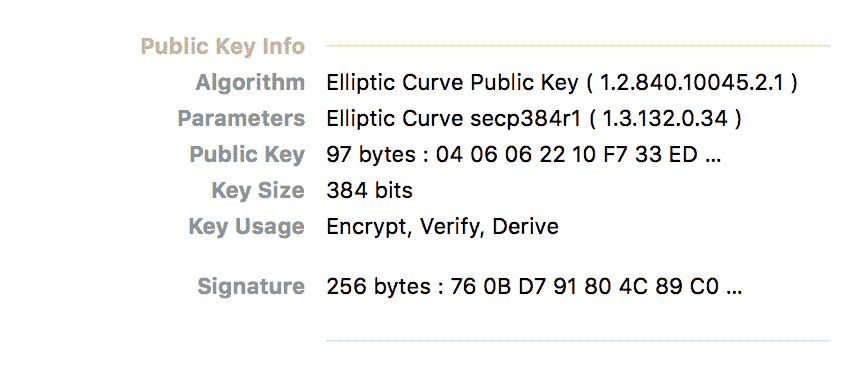 Public Key Info
Algorithm Elliptic Curve Public Key ( 1.2.840.10045.2.1 )
Parameters Elliptic Curve secp384r1 ( 1.3.132.0.34 )
Public Key 97 bytes : 04 06 06 22 10 F7 33 ED ...
Key Size 384 bits
Key Usage Encrypt, Verify, Derive
Signature 256 bytes : 76 0B D7 91 80 4C 89 C0 ...